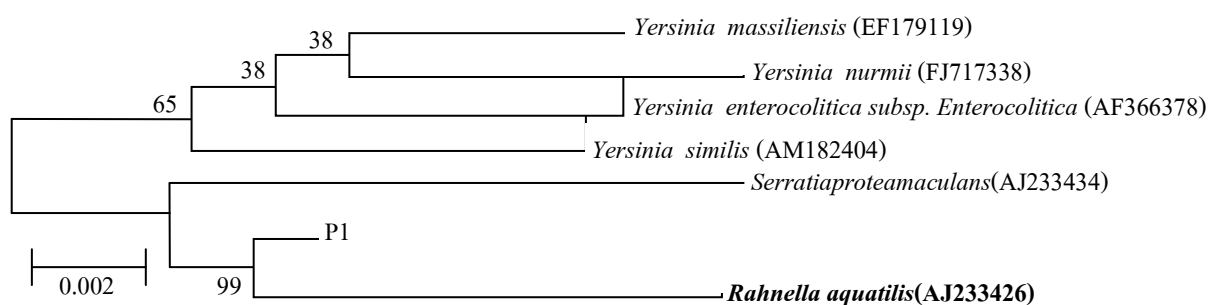 38
Yersinia massiliensis (EF179119)
38
Yersinia nurmii (FJ717338)
65
Yersinia enterocolitica subsp. Enterocolitica (AF366378)
Yersinia similis (AM182404)
Serratiaproteamaculans(AJ233434)
P1
0.002
99
Rahnella aquatilis(AJ233426)